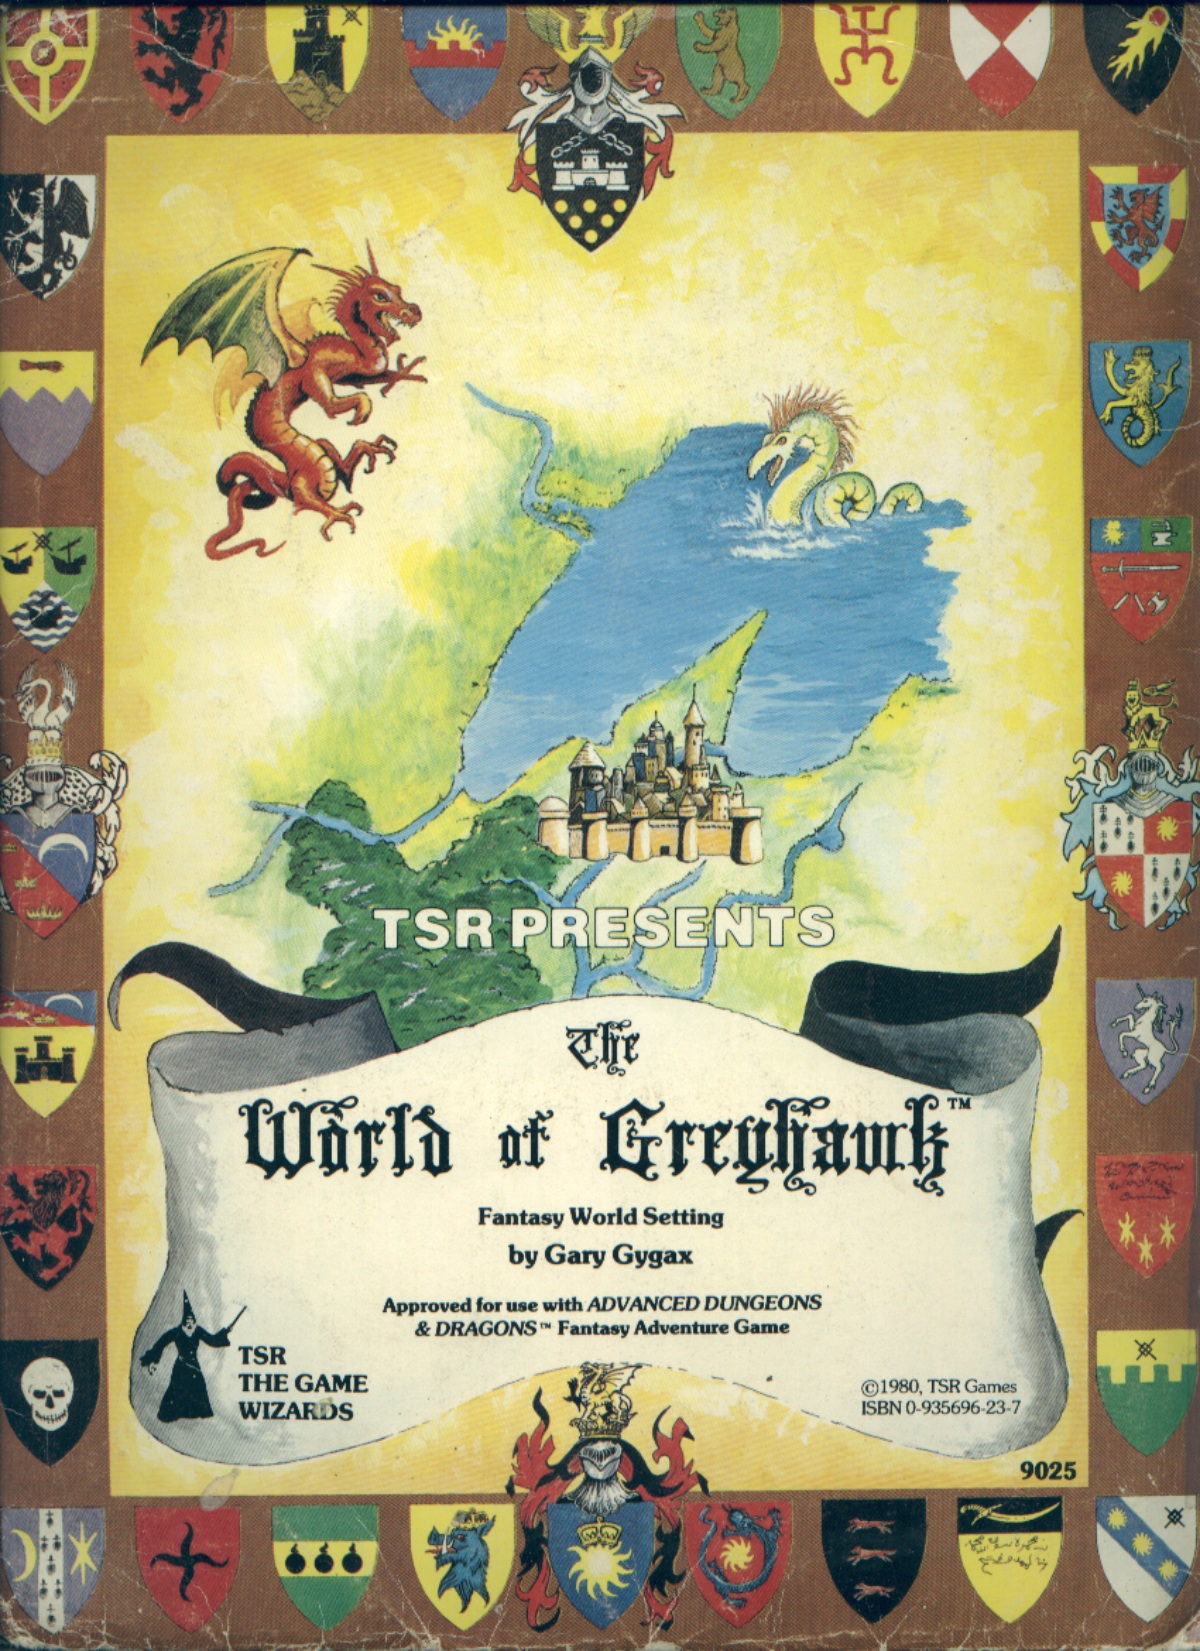 TSR PRESENTS
The
World of Greyhawk™
Fantasy World Setting
by Gary Gygax
Approved for use with ADVANCED DUNGEONS
& DRAGONS™ Fantasy Adventure Game
TSR
THE GAME
WIZARDS
©1980, TSR Games
ISBN 0-935696-23-7
9025